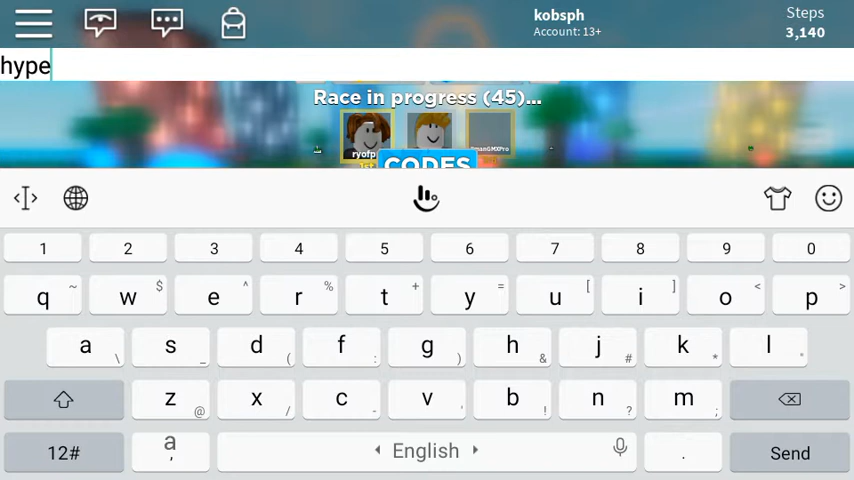 kobsph
Account: 13+
Steps
3,140
hype
Race in progress (45)...
ryofp
CODES
1 2 3 4 5 6 7 8 9 0
q ~ w $ e ^ r % t + y = u [ i ] o < p >
a \ s _ d ( f : g ) h & j # k * l "
z @ x / c - v ' b ! n ? m ;
12# a , English . Send